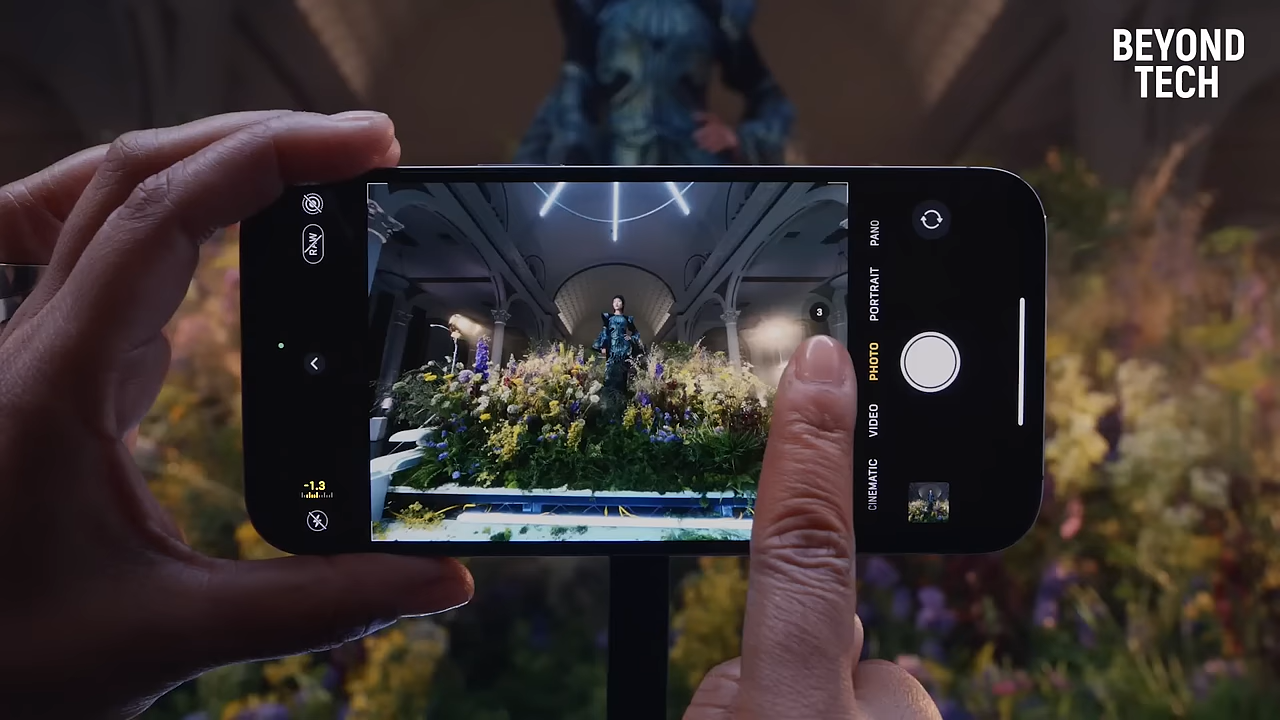 BEYOND
TECH
RAW
-1.3
3
PANO
PORTRAIT
PHOTO
VIDEO
CINEMATIC